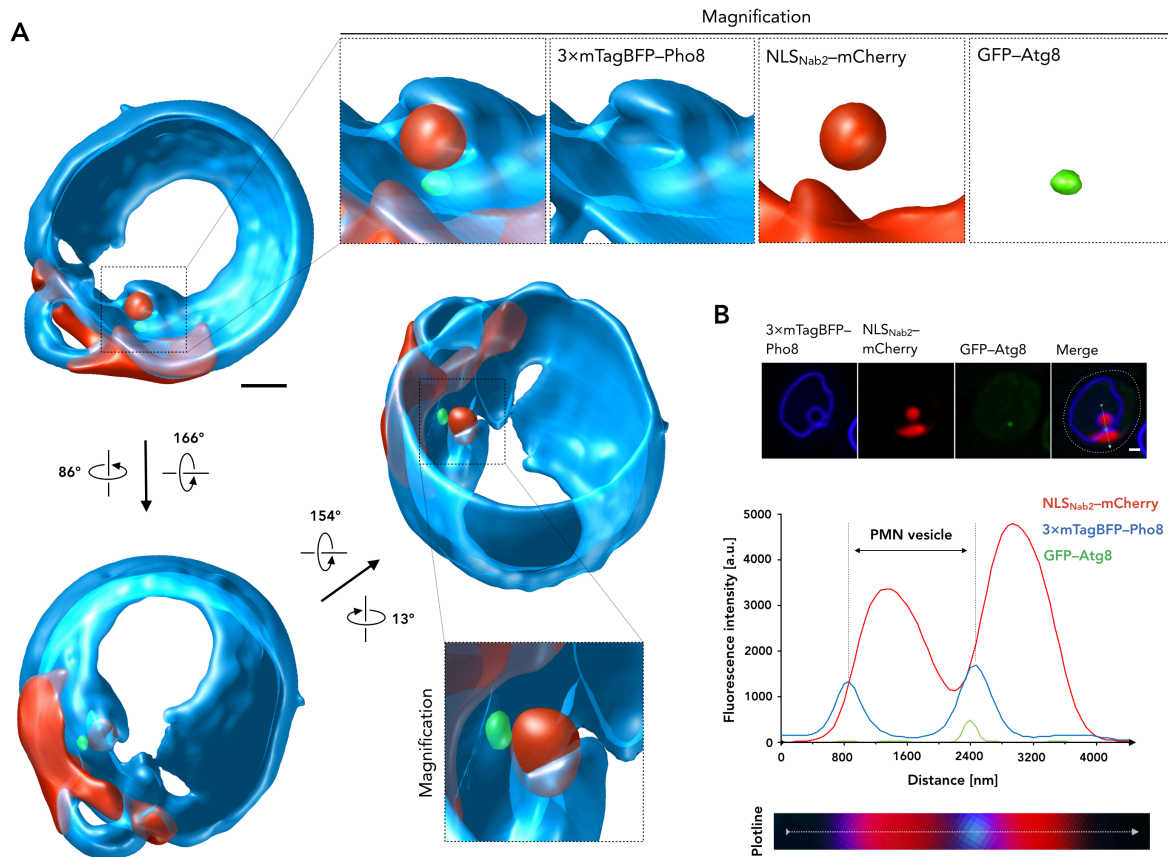 A
Magnification
3×mTagBFP–Pho8
NLSNab2–mCherry
GFP–Atg8
86°
166°
154°
13°
Magnification
B
3×mTagBFP–
Pho8
NLSNab2–
mCherry
GFP–Atg8
Merge
NLSNab2–mCherry
3×mTagBFP–Pho8
GFP–Atg8
PMN vesicle
Fluorescence intensity [a.u.]
5000
4000
3000
2000
1000
0
0
800
1600
2400
3200
4000
Distance [nm]
Plotline